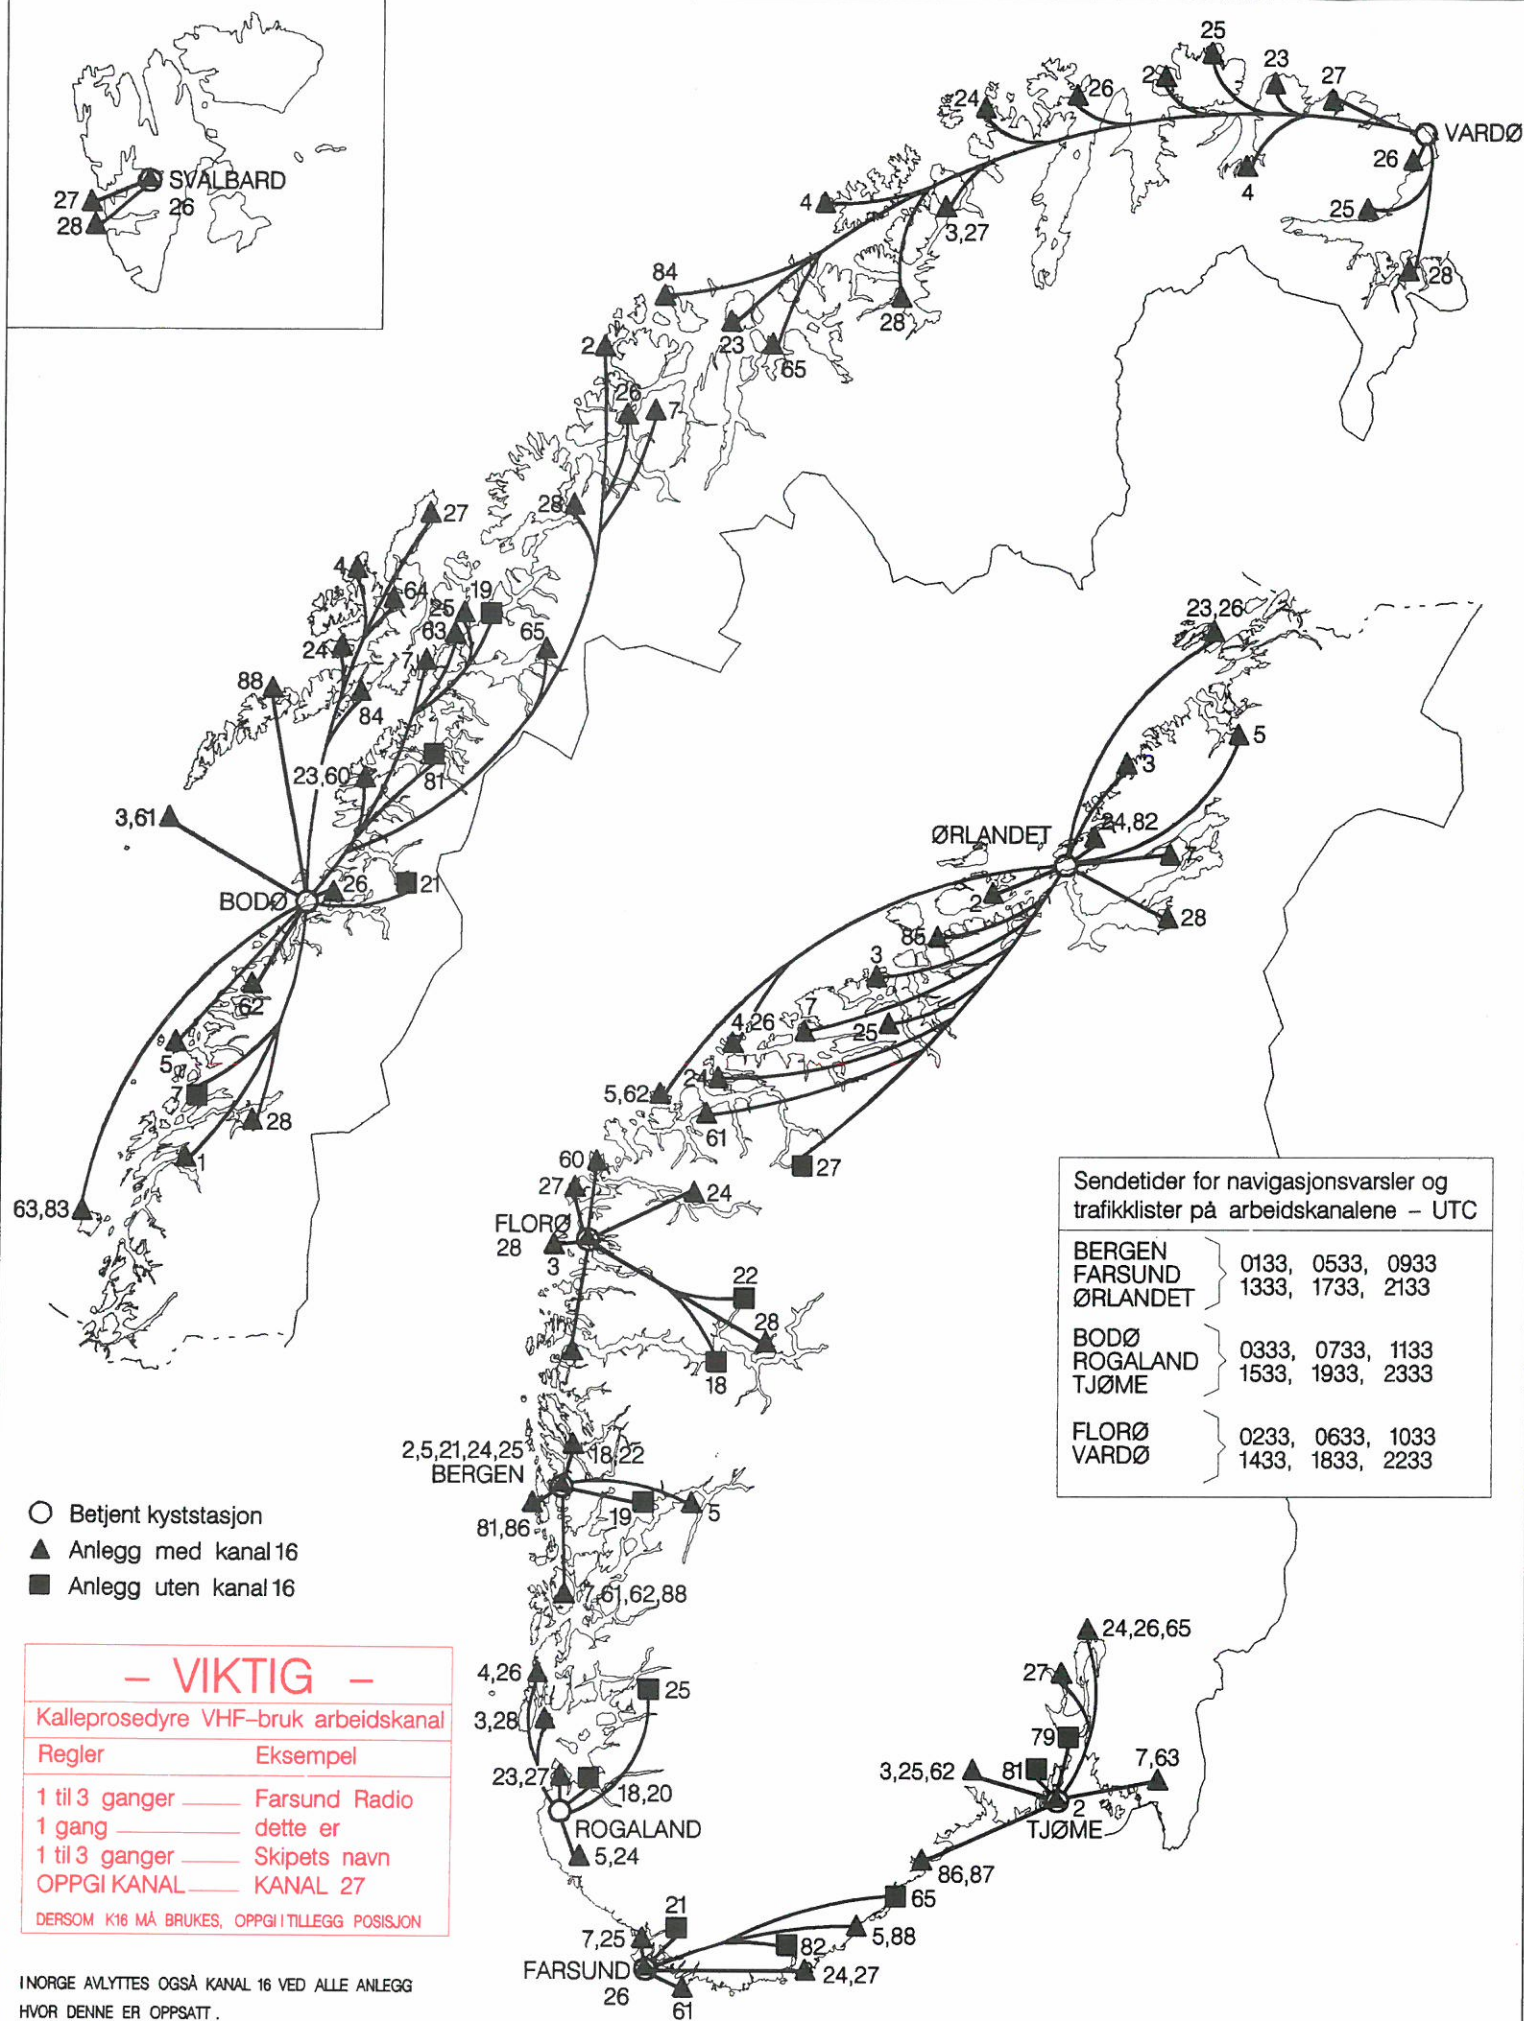 SVALBARD
26
27
28
25
23
27
2
26
24
VARDØ
26
4
25
28
4
3,27
28
84
23
65
2
26
7
28
27
4
64
25
19
63
24
7
65
88
84
23,60
81
3,61
BODØ
26
21
62
5
7
28
1
63,83
23,26
5
3
24,82
ØRLANDET
7
2
28
85
3
7
4,26
25
24
5,62
61
27
60
27
24
FLORØ
28
3
22
28
18
2,5,21,24,25
18,22
BERGEN
19
5
81,86
7,61,62,88
4,26
25
3,28
23,27
18,20
ROGALAND
5,24
24,26,65
27
79
81
3,25,62
7,63
2
TJØME
86,87
65
21
7,25
5,88
82
FARSUND
24,27
26
61
Sendetider for navigasjonsvarsler og
trafikklister på arbeidskanalene – UTC
BERGEN
FARSUND
ØRLANDET
0133, 0533, 0933
1333, 1733, 2133
BODØ
ROGALAND
TJØME
0333, 0733, 1133
1533, 1933, 2333
FLORØ
VARDØ
0233, 0633, 1033
1433, 1833, 2233
Betjent kyststasjon
Anlegg med kanal 16
Anlegg uten kanal 16
– VIKTIG –
Kalleprosedyre VHF–bruk arbeidskanal
Regler Eksempel
1 til 3 ganger Farsund Radio
1 gang dette er
1 til 3 ganger Skipets navn
OPPGI KANAL KANAL 27
DERSOM K16 MÅ BRUKES, OPPGI I TILLEGG POSISJON
I NORGE AVLYTTES OGSÅ KANAL 16 VED ALLE ANLEGG
HVOR DENNE ER OPPSATT.